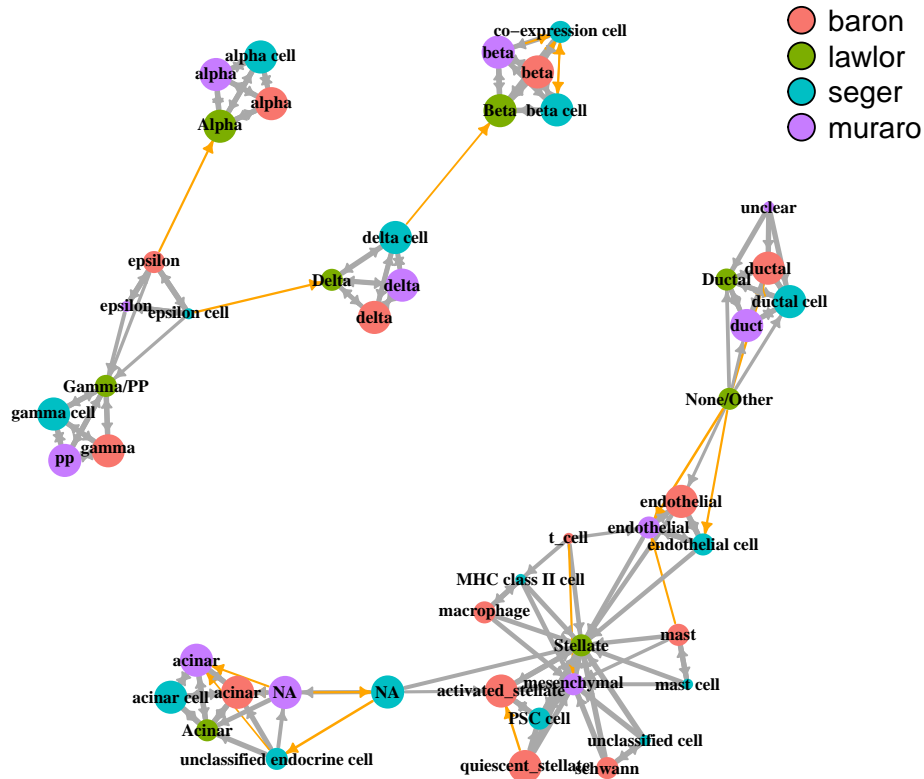 baron
lawlor
seger
muraro
co-expression cell
beta
beta
Beta
beta cell
alpha cell
alpha
alpha
Alpha
unclear
delta cell
Delta
delta
delta
epsilon
epsilon
epsilon cell
ductal
Ductal
ductal cell
duct
Gamma/PP
gamma cell
gamma
pp
None/Other
endothelial
endothelial
endothelial cell
t_cell
MHC class II cell
macrophage
mast
Stellate
mast cell
mesenchymal
activated_stellate
PSC cell
unclassified cell
quiescent_stellate
schwann
acinar
acinar cell
acinar
NA
NA
Acinar
unclassified endocrine cell